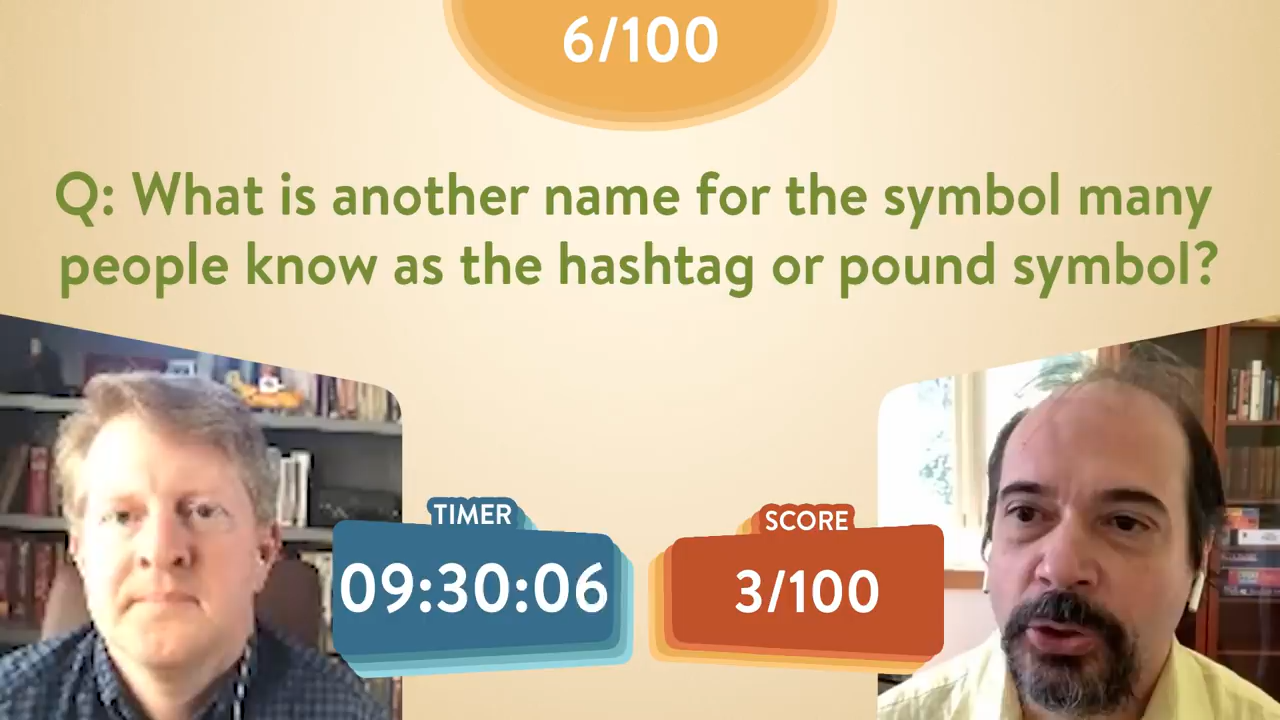 6/100
Q: What is another name for the symbol many
people know as the hashtag or pound symbol?
TIMER
09:30:06
SCORE
3/100